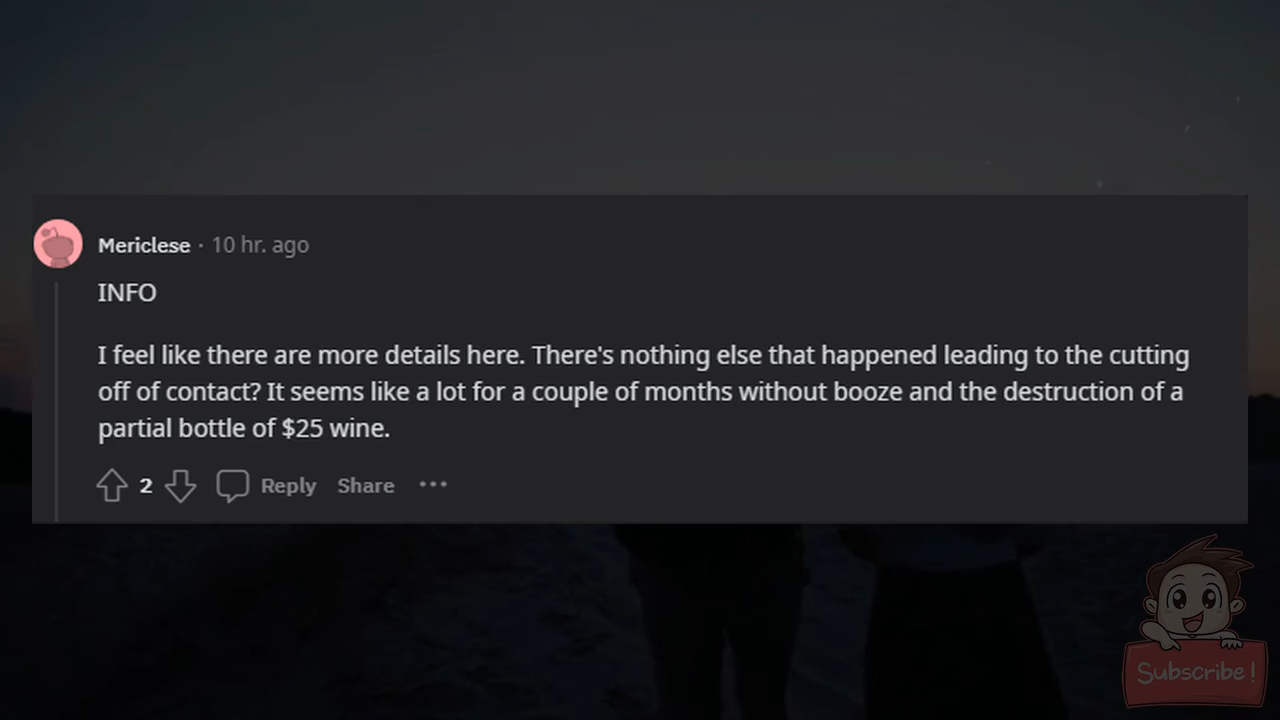 Mericlese · 10 hr. ago
INFO
I feel like there are more details here. There's nothing else that happened leading to the cutting
off of contact? It seems like a lot for a couple of months without booze and the destruction of a
partial bottle of $25 wine.
2 Reply Share ···
Subscribe!